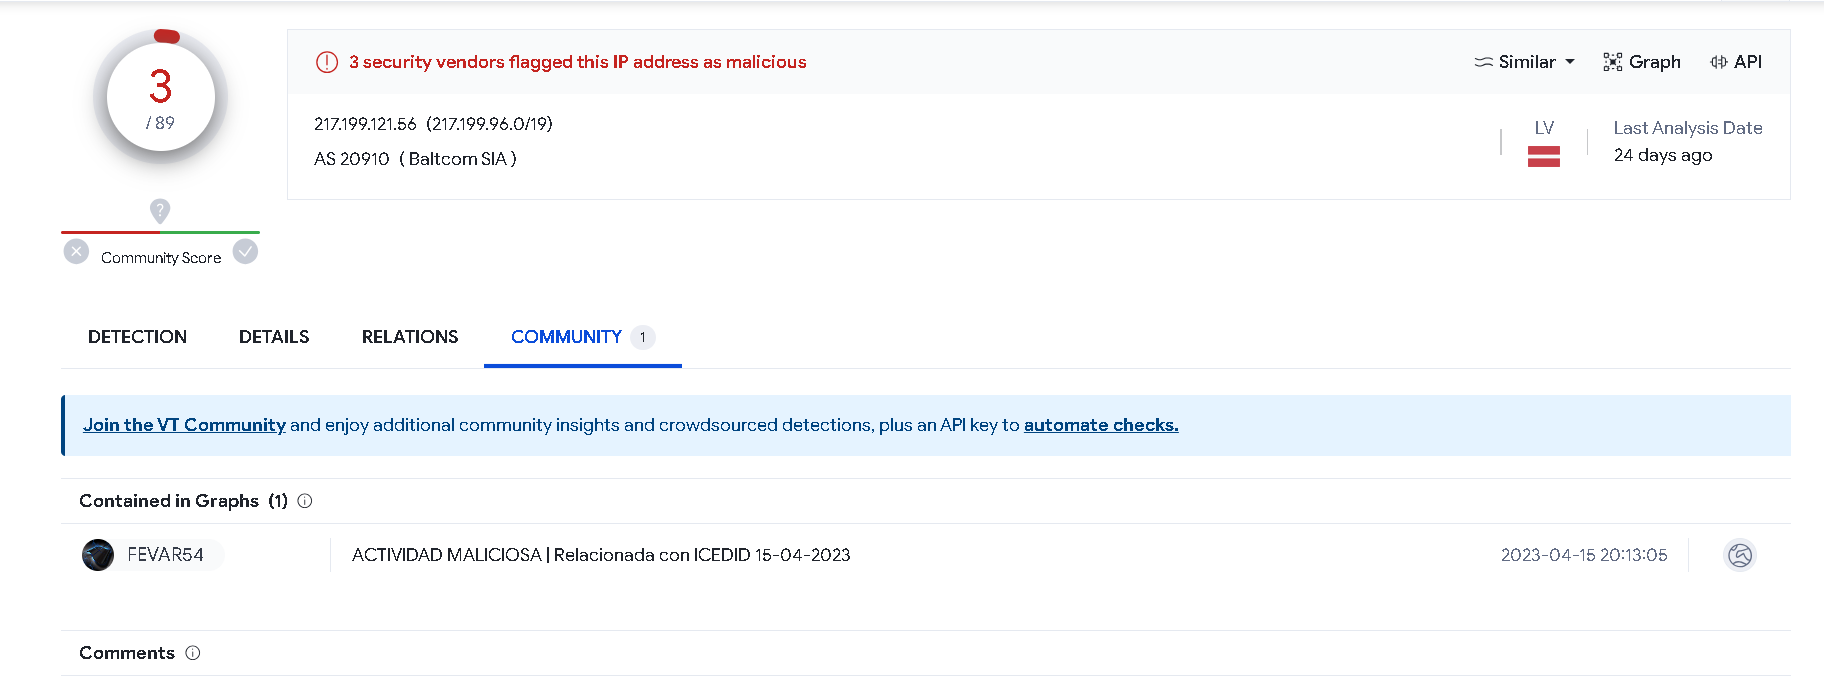 3
/ 89
Community Score
3 security vendors flagged this IP address as malicious
Similar
Graph
API
217.199.121.56 (217.199.96.0/19)
AS 20910 ( Baltcom SIA )
LV
Last Analysis Date
24 days ago
DETECTION
DETAILS
RELATIONS
COMMUNITY 1
Join the VT Community and enjoy additional community insights and crowdsourced detections, plus an API key to automate checks.
Contained in Graphs (1)
FEVAR54
ACTIVIDAD MALICIOSA | Relacionada con ICEDID 15-04-2023
2023-04-15 20:13:05
Comments